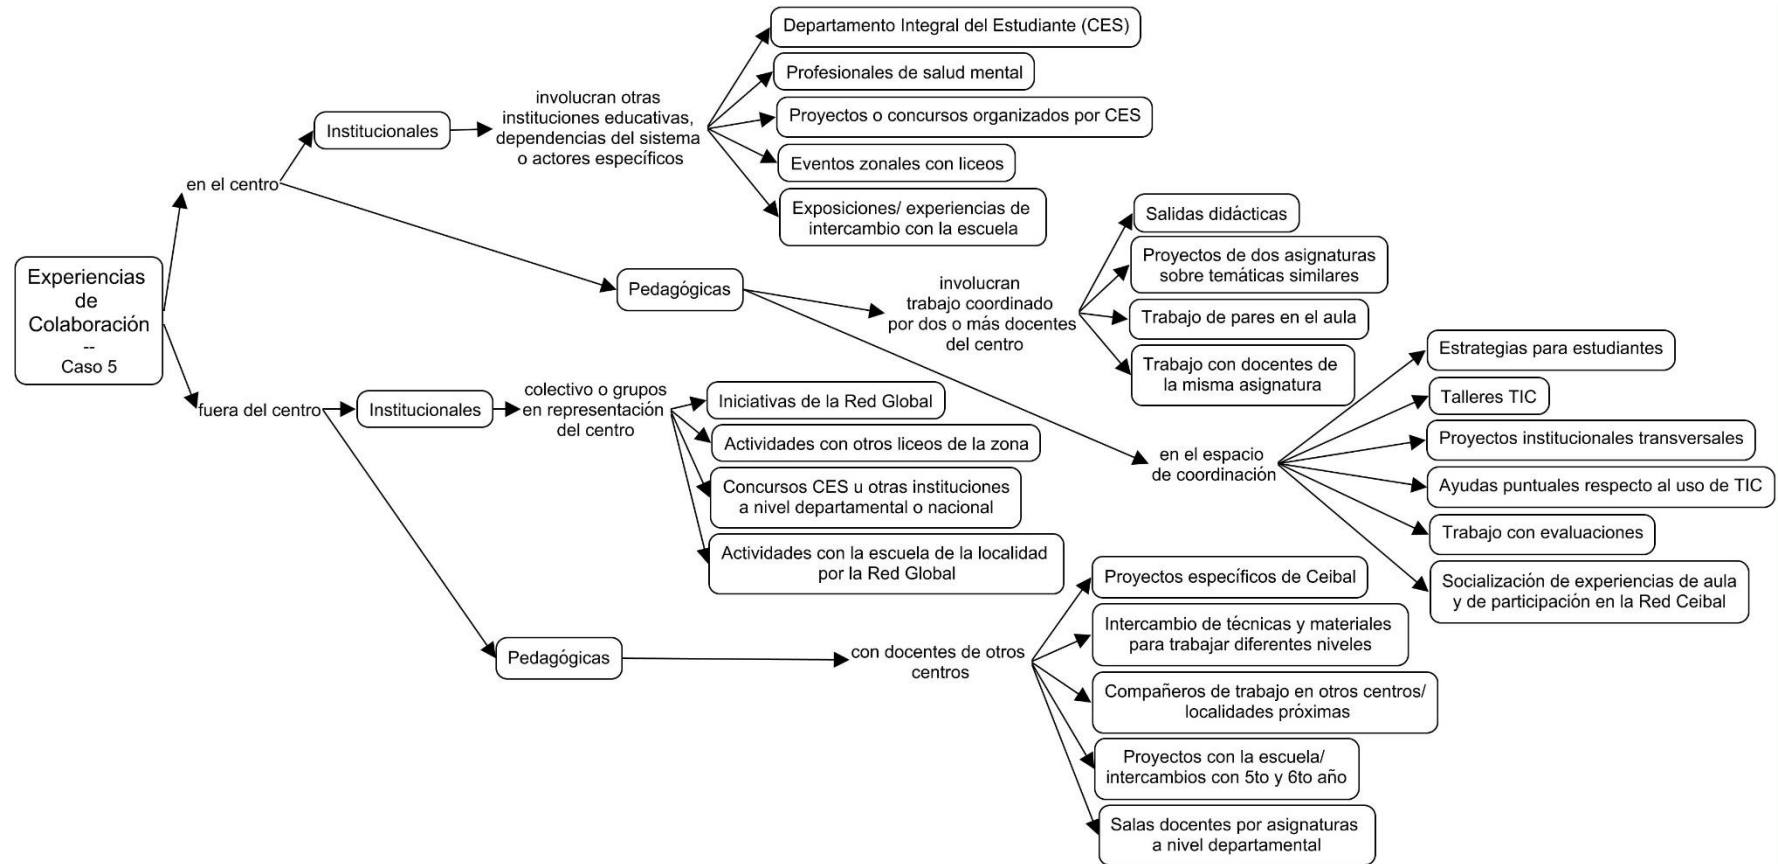 Experiencias
de
Colaboración
--
Caso 5
en el centro
Institucionales
involucran otras
instituciones educativas,
dependencias del sistema
o actores específicos
Departamento Integral del Estudiante (CES)
Profesionales de salud mental
Proyectos o concursos organizados por CES
Eventos zonales con liceos
Exposiciones/ experiencias de
intercambio con la escuela
Pedagógicas
involucran
trabajo coordinado
por dos o más docentes
del centro
Salidas didácticas
Proyectos de dos asignaturas
sobre temáticas similares
Trabajo de pares en el aula
Trabajo con docentes de
la misma asignatura
en el espacio
de coordinación
Estrategias para estudiantes
Talleres TIC
Proyectos institucionales transversales
Ayudas puntuales respecto al uso de TIC
Trabajo con evaluaciones
Socialización de experiencias de aula
y de participación en la Red Ceibal
fuera del centro
Institucionales
colectivo o grupos
en representación
del centro
Iniciativas de la Red Global
Actividades con otros liceos de la zona
Concursos CES u otras instituciones
a nivel departamental o nacional
Actividades con la escuela de la localidad
por la Red Global
Pedagógicas
con docentes de otros
centros
Proyectos específicos de Ceibal
Intercambio de técnicas y materiales
para trabajar diferentes niveles
Compañeros de trabajo en otros centros/
localidades próximas
Proyectos con la escuela/
intercambios con 5to y 6to año
Salas docentes por asignaturas
a nivel departamental